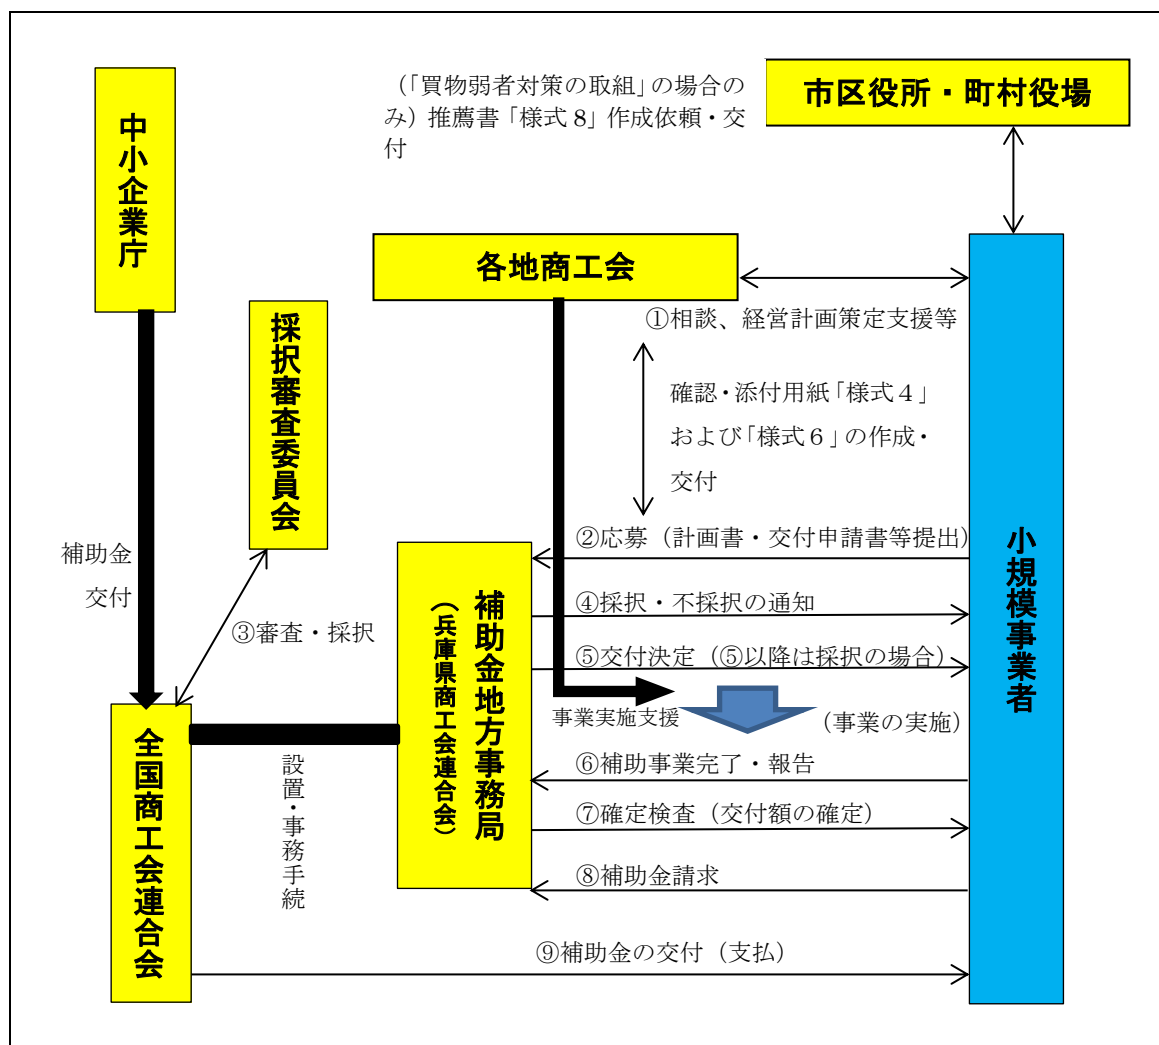 （「買物弱者対策の取組」の場合の
み）推薦書「様式 8」作成依頼・交
付
市区役所・町村役場
中小企業庁
各地商工会
採択審査委員会
①相談、経営計画策定支援等
確認・添付用紙「様式４」
および「様式６」の作成・
交付
小規模事業者
補助金
交付
③審査・採択
補助金地方事務局
（兵庫県商工会連合会）
②応募（計画書・交付申請書等提出）
④採択・不採択の通知
⑤交付決定（⑤以降は採択の場合）
事業実施支援
（事業の実施）
全国商工会連合会
設置・事務手続
⑥補助事業完了・報告
⑦確定検査（交付額の確定）
⑧補助金請求
⑨補助金の交付（支払）